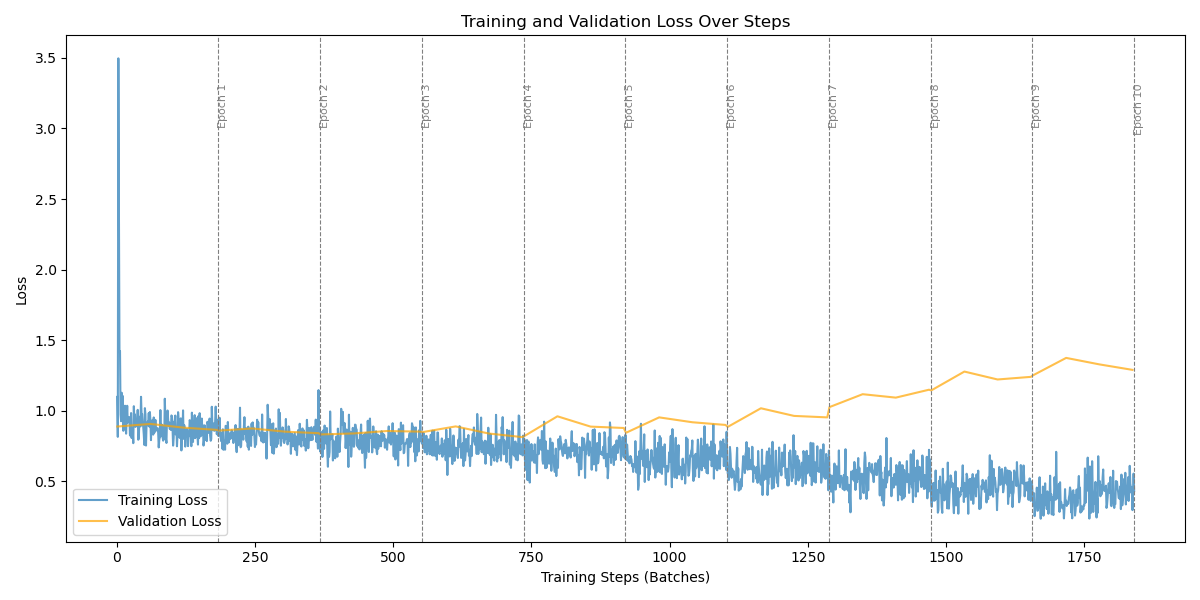 Training and Validation Loss Over Steps
3.5
3.0
2.5
2.0
1.5
1.0
0.5
Loss
Epoch 1
Epoch 2
Epoch 3
Epoch 4
Epoch 5
Epoch 6
Epoch 7
Epoch 8
Epoch 9
Epoch 10
Training Loss
Validation Loss
0 250 500 750 1000 1250 1500 1750
Training Steps (Batches)